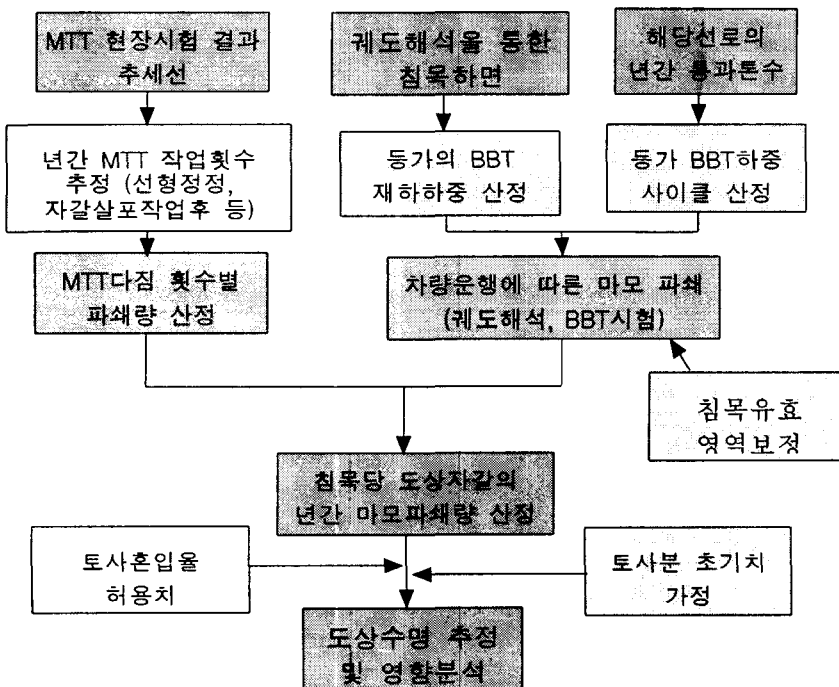 MTT 현장시험 결과
추세선
궤도해석을 통한
침목하면
해당선로의
년간 통과톤수
년간 MTT 작업횟수
추정 (선형정정,
자갈살포작업후 등)
등가의 BBT
재하하중 산정
등가 BBT하중
사이클 산정
MTT다짐 횟수별
파쇄량 산정
차량운행에 따른 마모 파쇄
(궤도해석, BBT시험)
침목유효
영역보정
침목당 도상자갈의
년간 마모파쇄량 산정
토사혼입율
허용치
토사분 초기치
가정
도상수명 추정
및 영향분석